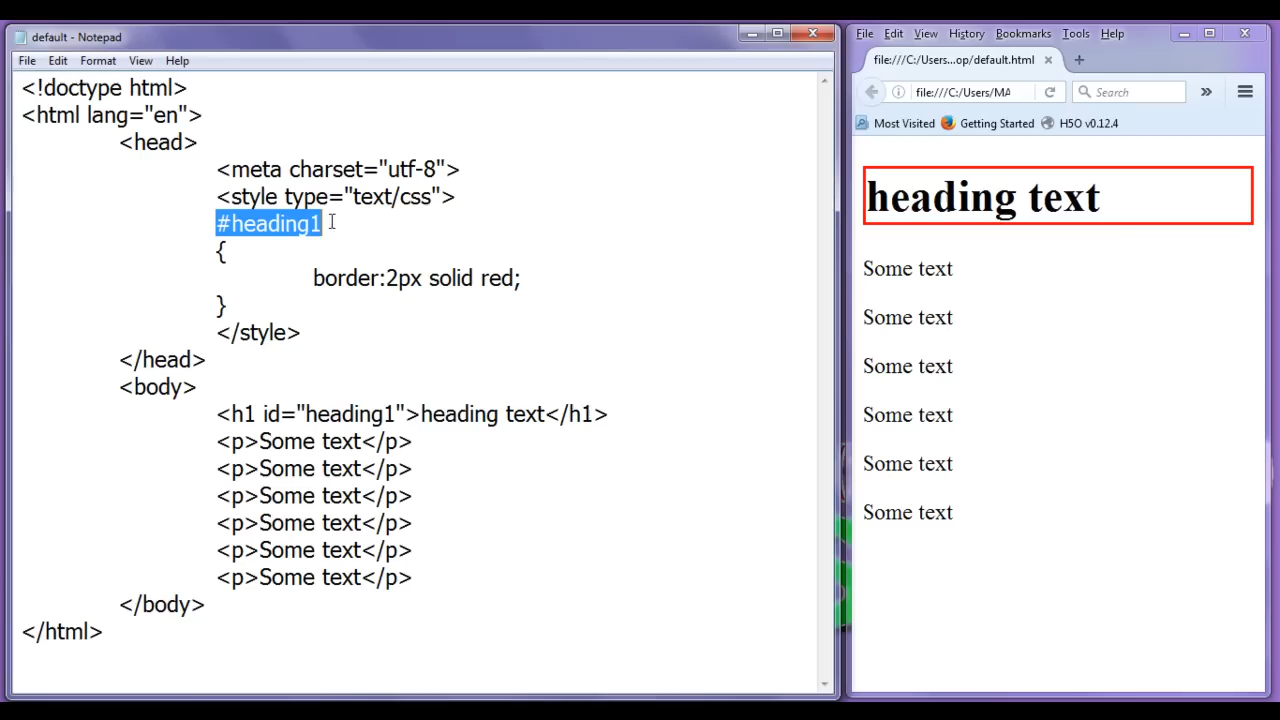 default - Notepad
File Edit Format View Help
<!doctype html>
<html lang="en">
<head>
<meta charset="utf-8">
<style type="text/css">
#heading1
{
border:2px solid red;
}
</style>
</head>
<body>
<h1 id="heading1">heading text</h1>
<p>Some text</p>
<p>Some text</p>
<p>Some text</p>
<p>Some text</p>
<p>Some text</p>
<p>Some text</p>
</body>
</html>
File Edit View History Bookmarks Tools Help
file:///C:/Users...op/default.html
file:///C:/Users/MA Search
Most Visited Getting Started H5O v0.12.4
heading text
Some text
Some text
Some text
Some text
Some text
Some text